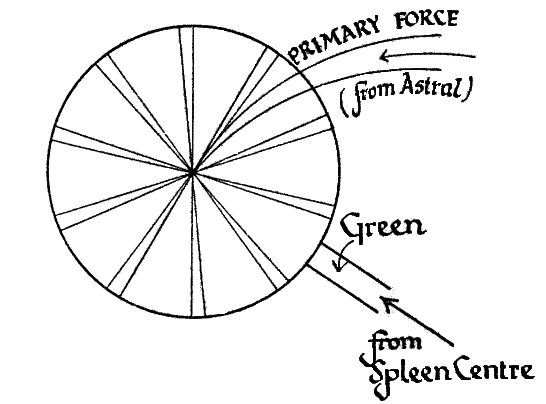 PRIMARY FORCE
(from Astral)
Green
from
Spleen Centre